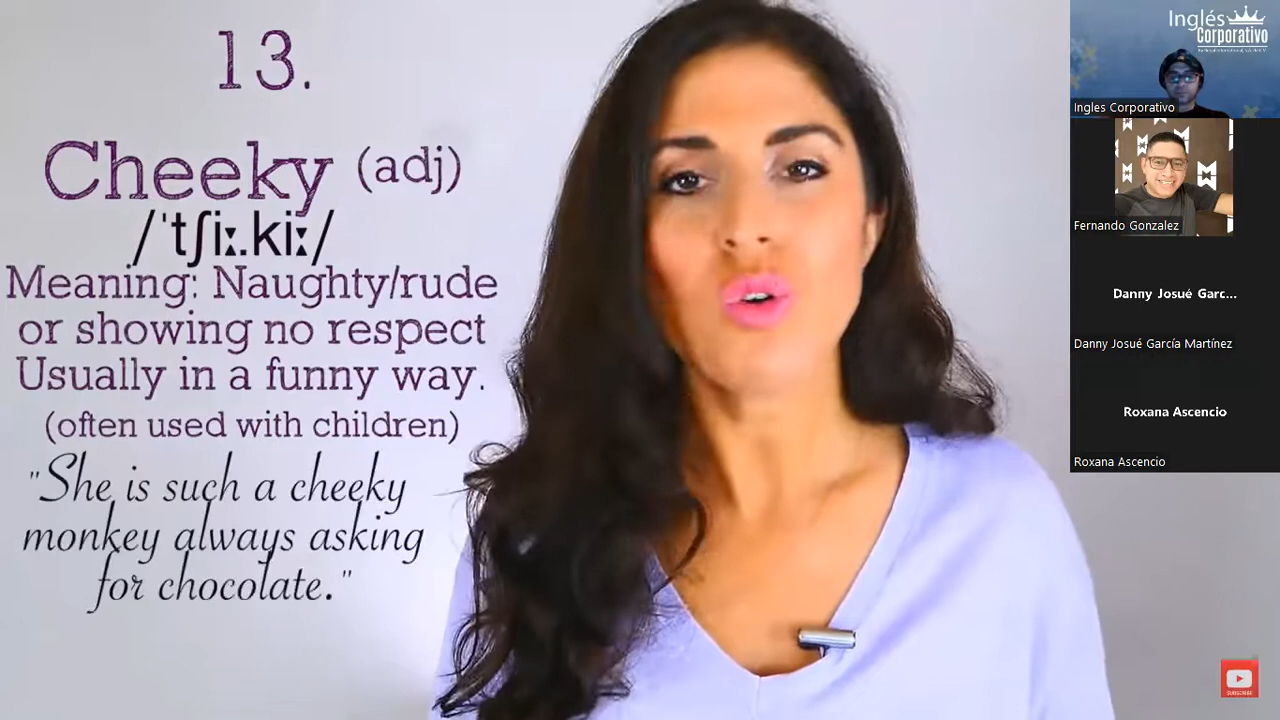 13.
Cheeky (adj)
/ˈtʃiː.kiː/
Meaning: Naughty/rude
or showing no respect
Usually in a funny way.
(often used with children)
"She is such a cheeky
monkey always asking
for chocolate."
Inglés
Corporativo
Ingles Corporativo
Fernando Gonzalez
Danny Josué Garc...
Danny Josué García Martínez
Roxana Ascencio
Roxana Ascencio
SUBSCRIBE